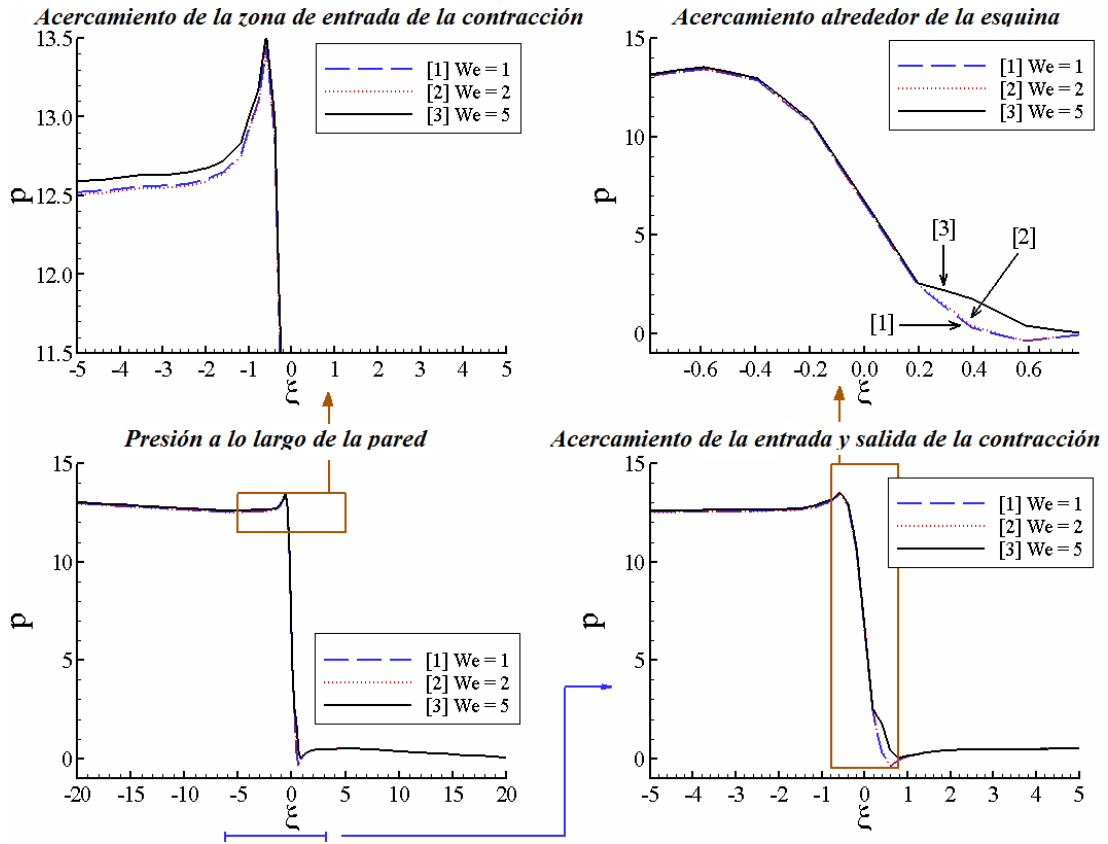 Acercamiento de la zona de entrada de la contracción
13.5
13.0
12.5
12.0
11.5
p
[1] We = 1
[2] We = 2
[3] We = 5
-5 -4 -3 -2 -1 0 1 2 3 4 5
ξ
Acercamiento alrededor de la esquina
15
10
5
0
p
[1] We = 1
[2] We = 2
[3] We = 5
[3]
[2]
[1]
-0.6 -0.4 -0.2 0.0 0.2 0.4 0.6
ξ
Presión a lo largo de la pared
15
10
5
0
p
[1] We = 1
[2] We = 2
[3] We = 5
-20 -15 -10 -5 0 5 10 15 20
ξ
Acercamiento de la entrada y salida de la contracción
15
10
5
0
p
[1] We = 1
[2] We = 2
[3] We = 5
-5 -4 -3 -2 -1 0 1 2 3 4 5
ξ